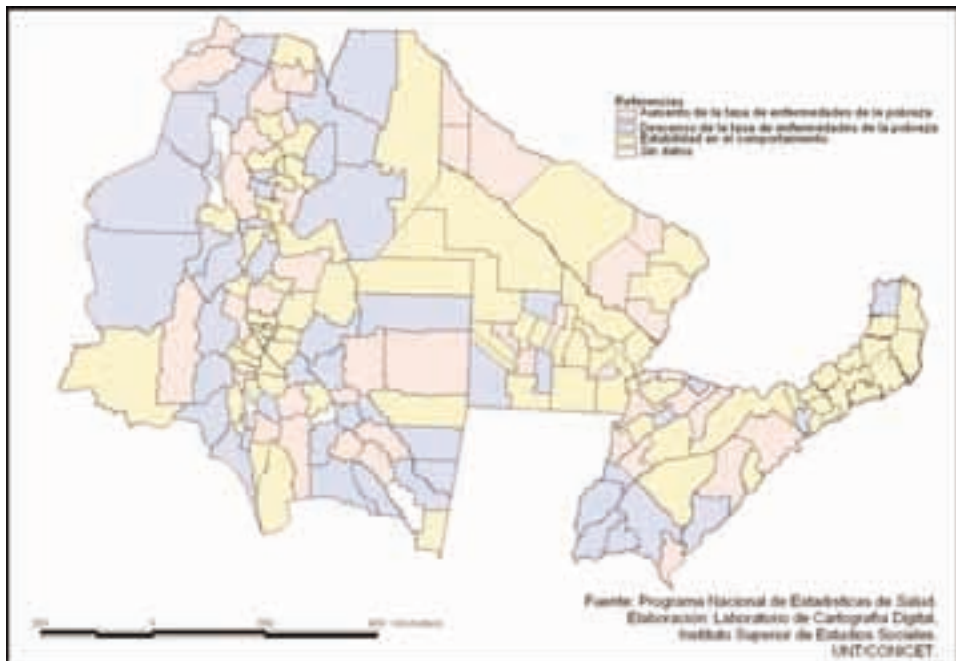 Referencias
Aumento de la tasa de enfermedades de la pobreza
Descenso de la tasa de enfermedades de la pobreza
Estabilidad en el comportamiento
Sin datos
0
Fuente: Programa Nacional de Estadísticas de Salud.
Elaboración: Laboratorio de Cartografía Digital.
Instituto Superior de Estudios Sociales.
UNT/CONICET.